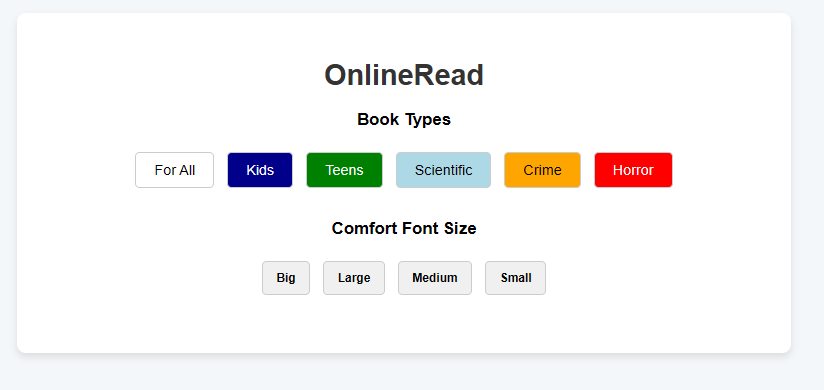 OnlineRead
Book Types
For All Kids Teens Scientific Crime Horror
Comfort Font Size
Big Large Medium Small